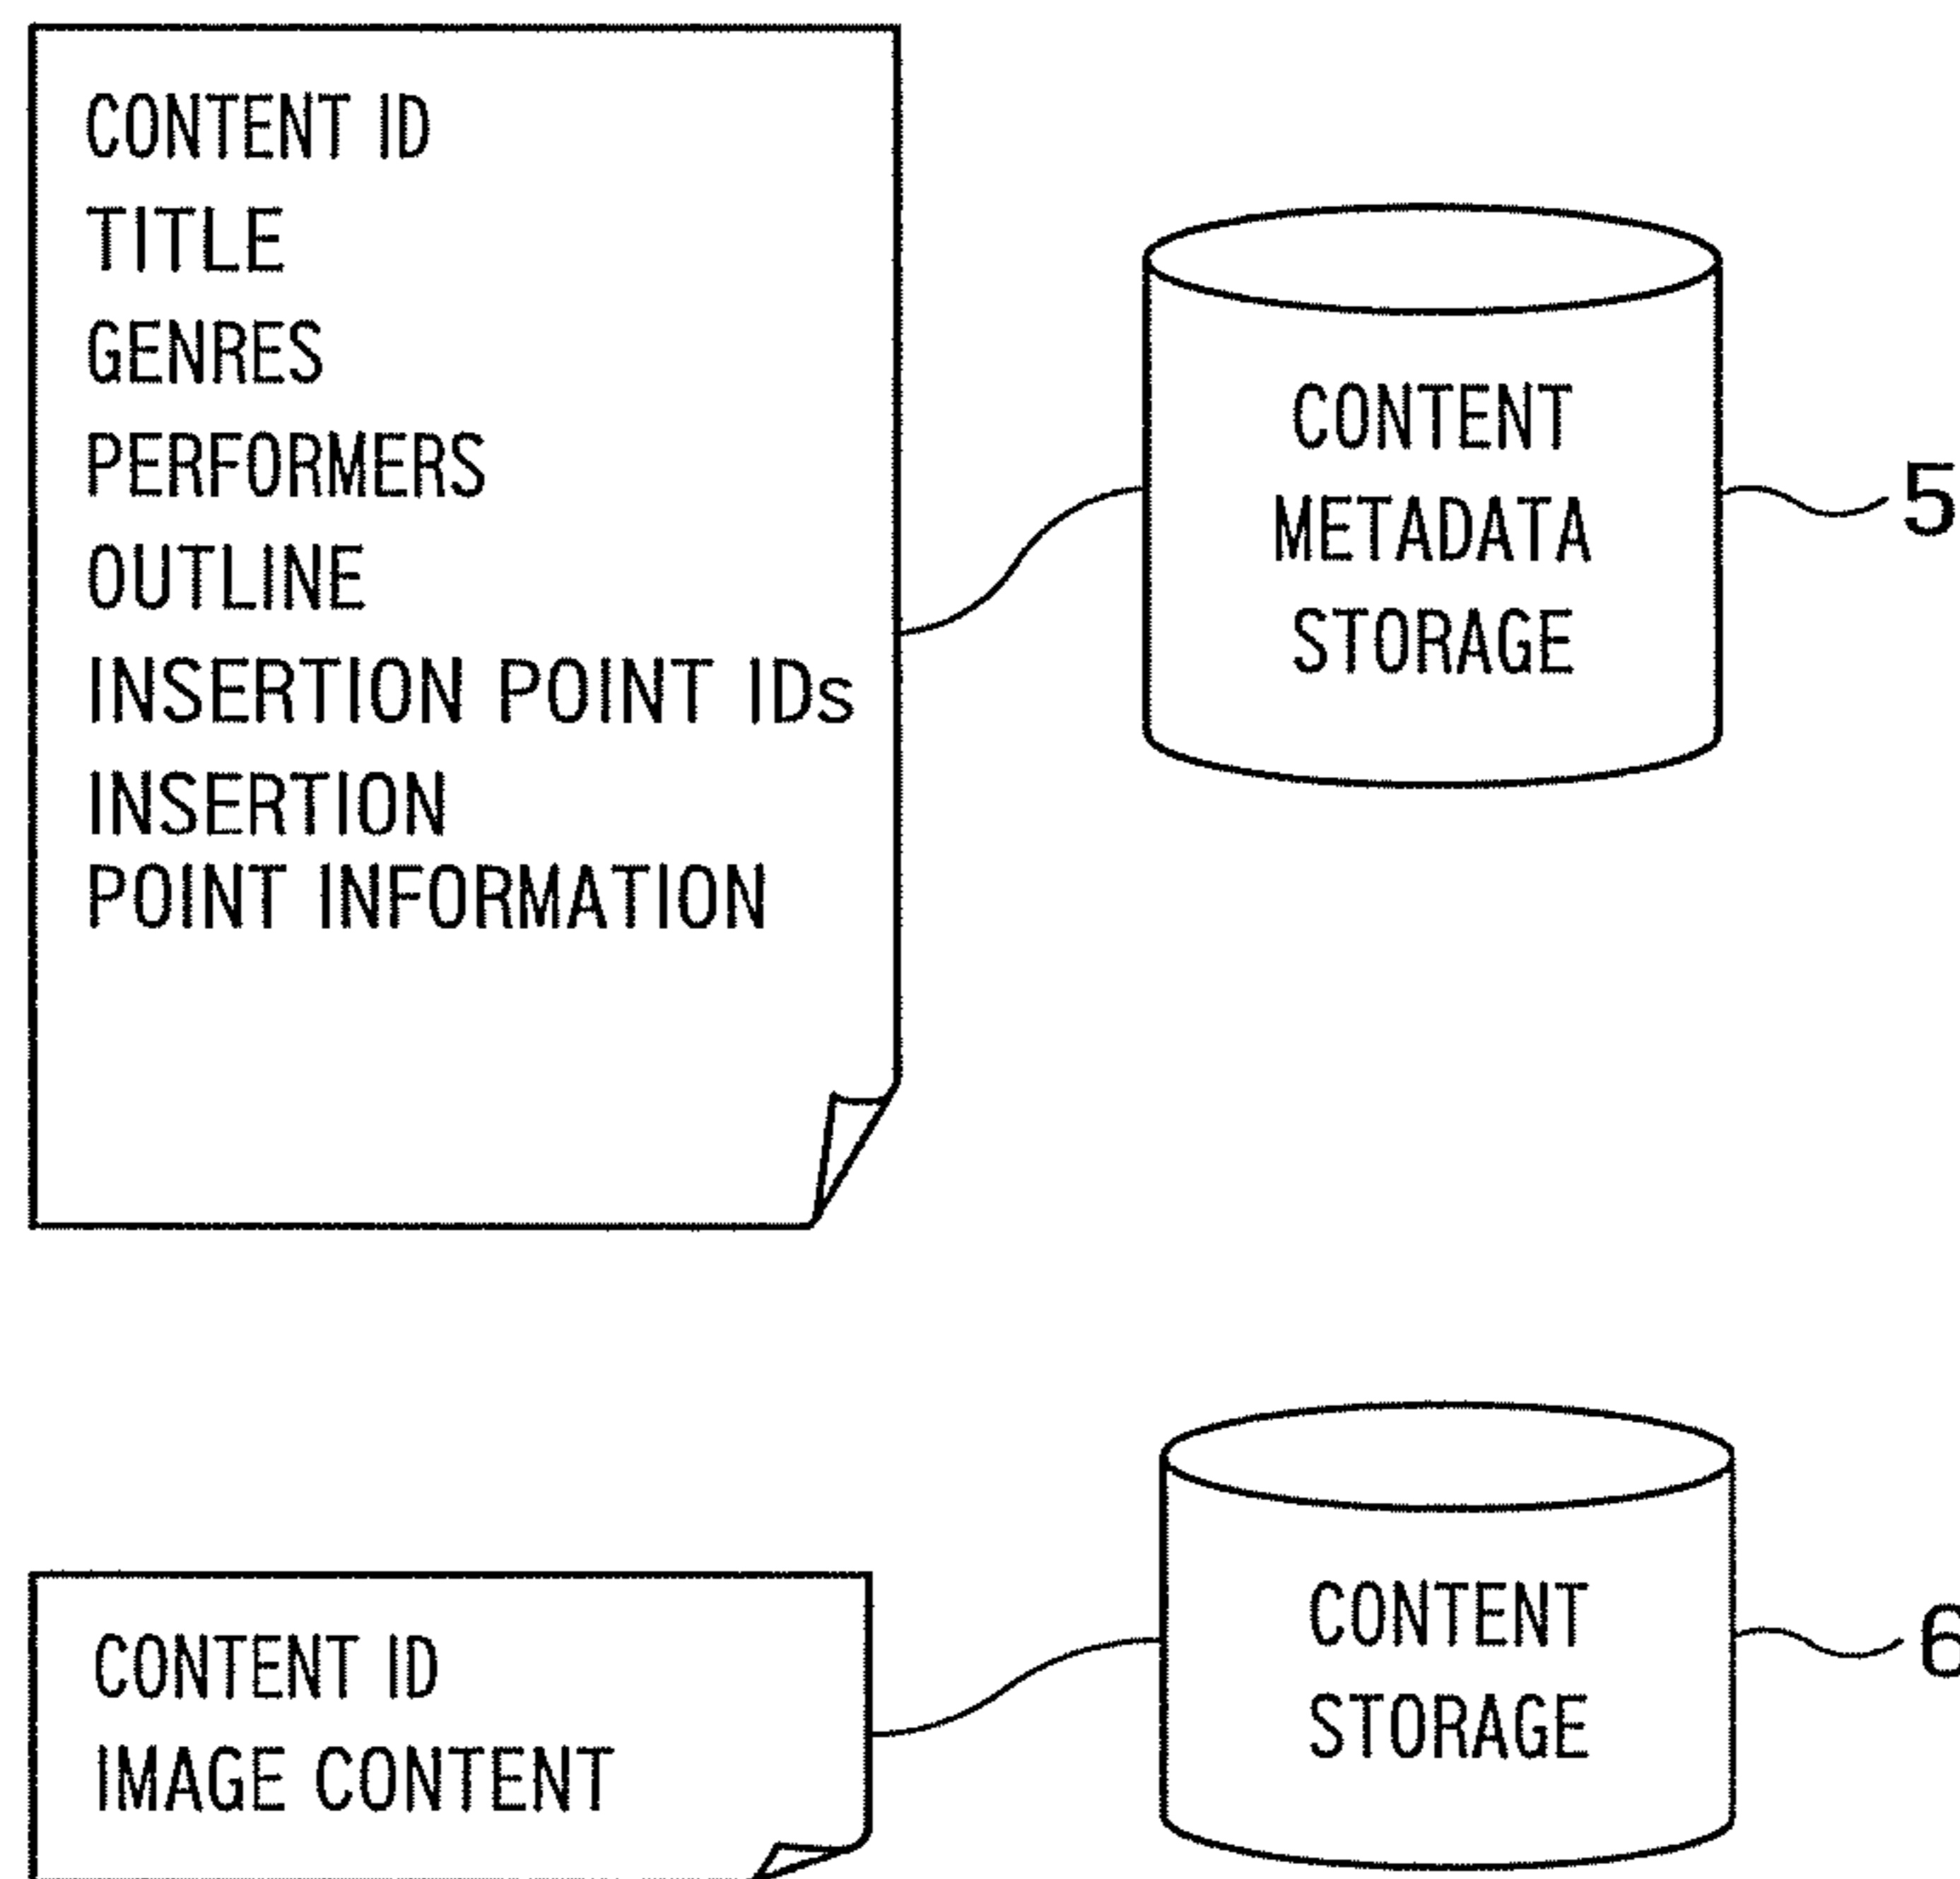 CONTENT ID
TITLE
GENRES
PERFORMERS
OUTLINE
INSERTION POINT IDs
INSERTION
POINT INFORMATION
CONTENT
METADATA
STORAGE
5
CONTENT ID
IMAGE CONTENT
CONTENT
STORAGE
6